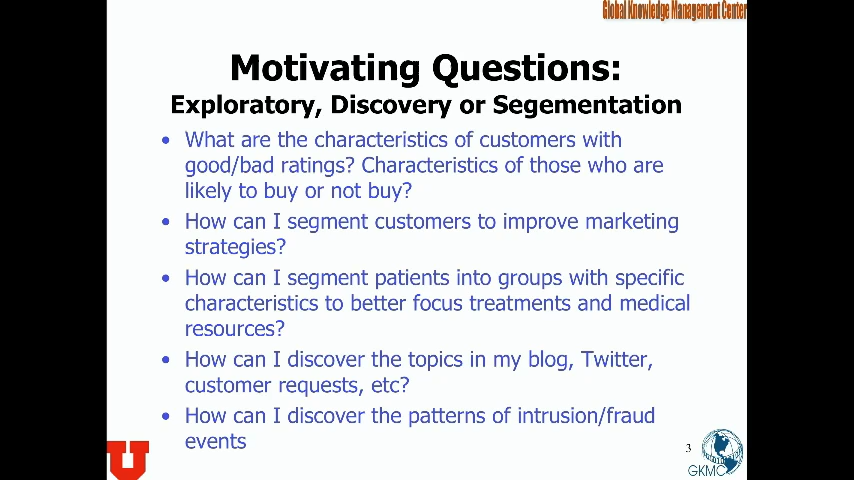 Global Knowledge Management Center
Motivating Questions:
Exploratory, Discovery or Segementation
• What are the characteristics of customers with
good/bad ratings? Characteristics of those who are
likely to buy or not buy?
• How can I segment customers to improve marketing
strategies?
• How can I segment patients into groups with specific
characteristics to better focus treatments and medical
resources?
• How can I discover the topics in my blog, Twitter,
customer requests, etc?
• How can I discover the patterns of intrusion/fraud
events
3
U
GKMC